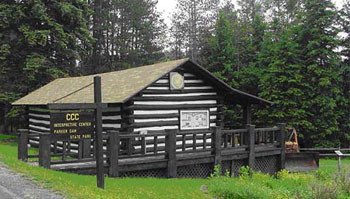 CCC
INTERPRETIVE CENTER
PARKER DAM
STATE PARK